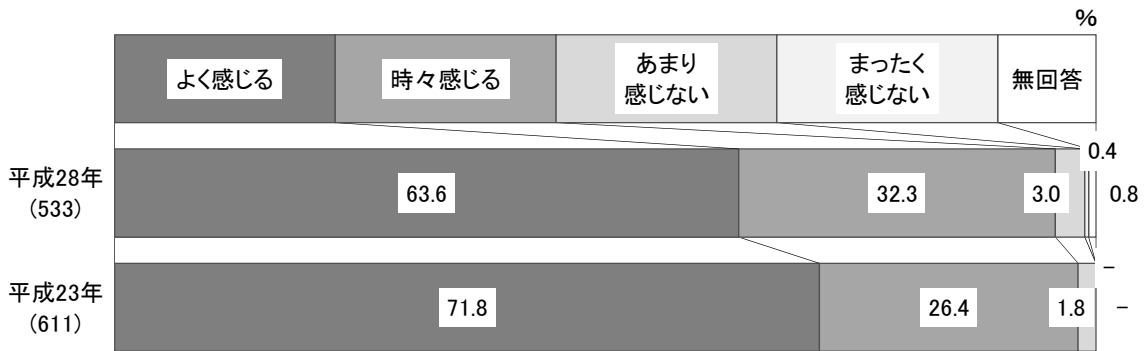 %
よく感じる
時々感じる
あまり
感じない
まったく
感じない
無回答
平成28年
(533)
63.6
32.3
3.0
0.4
0.8
平成23年
(611)
71.8
26.4
1.8
−
−